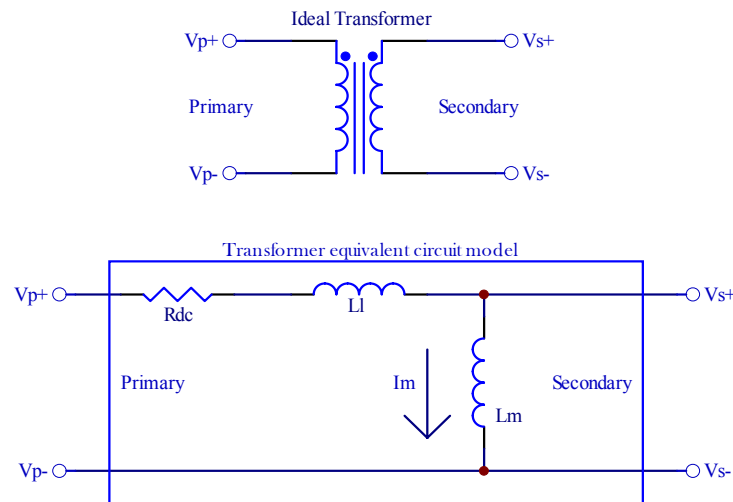 Ideal Transformer
Vp+
Vs+
Primary
Secondary
Vp-
Vs-
Transformer equivalent circuit model
Vp+
Vs+
Rdc
Ll
Primary
Im
Secondary
Lm
Vp-
Vs-